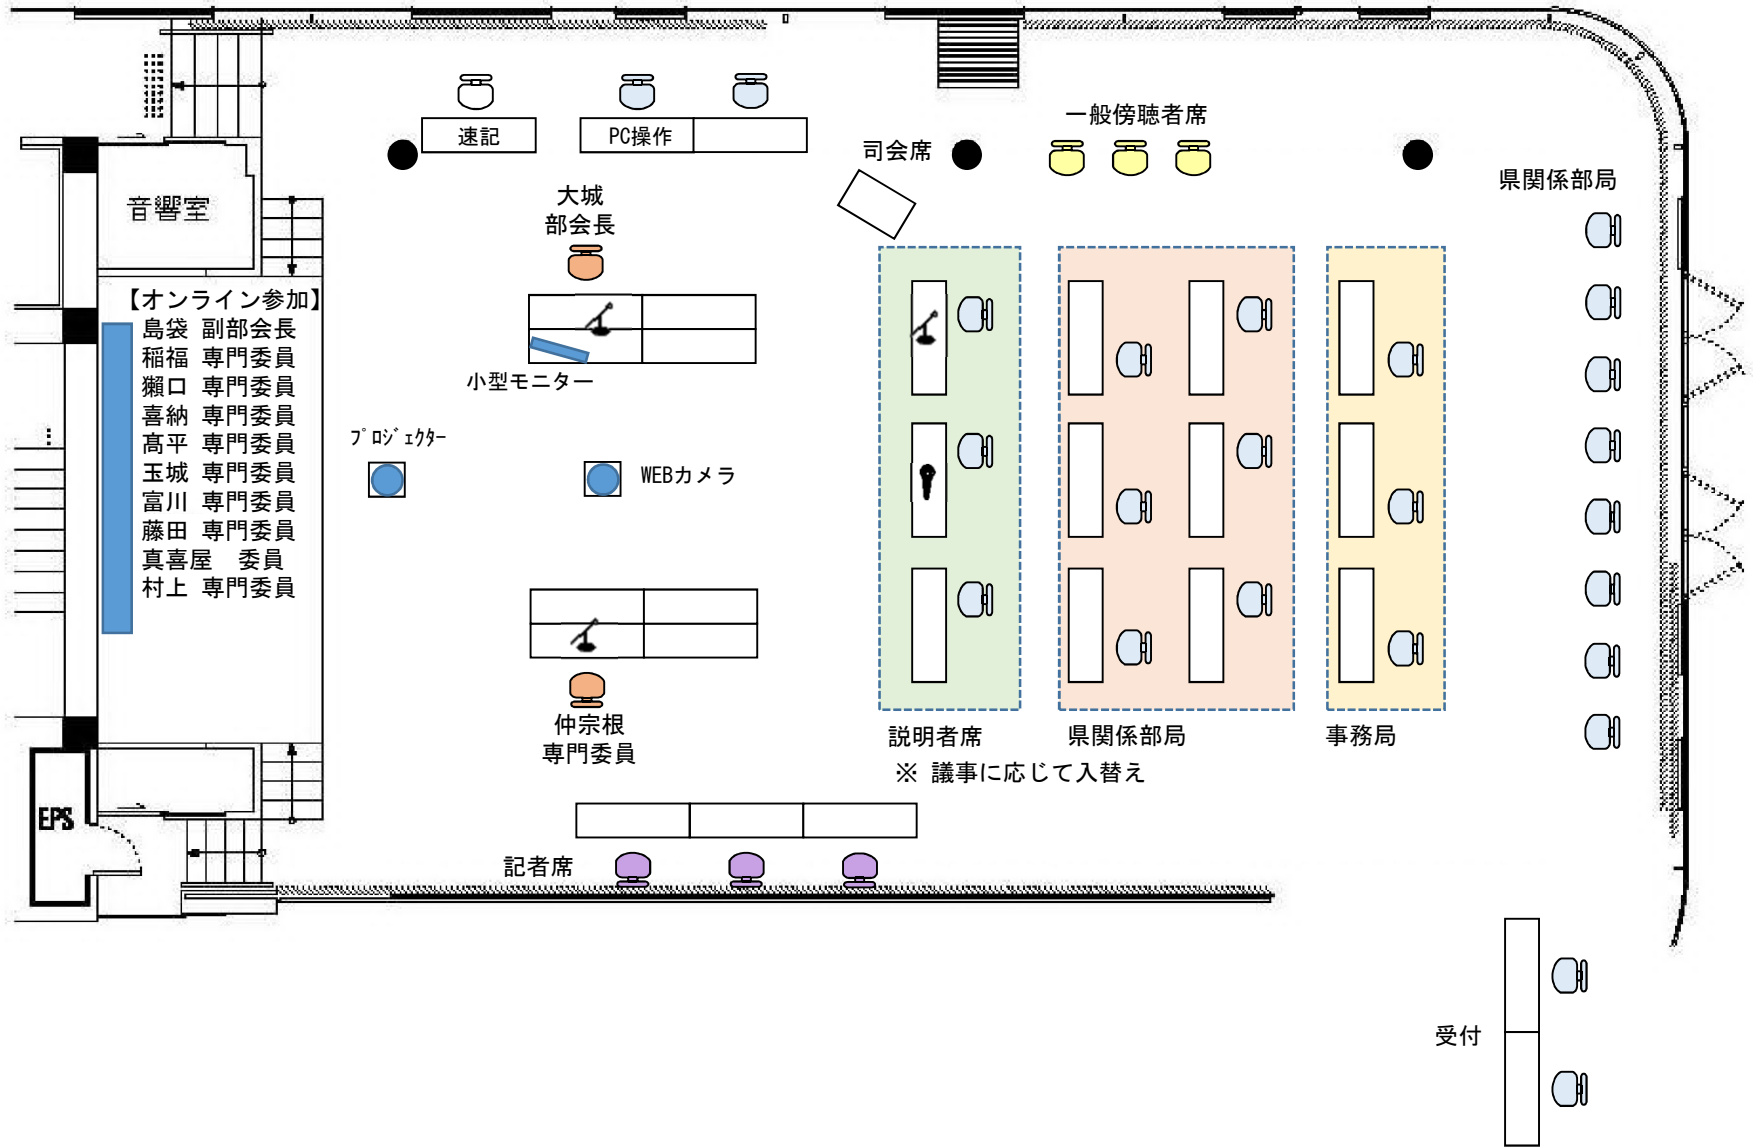 一般傍聴者席
速記
PC操作
司会席
県関係部局
音響室
大城
部会長
【オンライン参加】
島袋 副部会長
稲福 専門委員
獺口 専門委員
喜納 専門委員
髙平 専門委員
玉城 専門委員
富川 専門委員
藤田 専門委員
真喜屋 委員
村上 専門委員
小型モニター
ﾌﾟﾛｼﾞｪｸﾀｰ
WEBカメラ
仲宗根
専門委員
説明者席
県関係部局
事務局
※ 議事に応じて入替え
EPS
記者席
受付